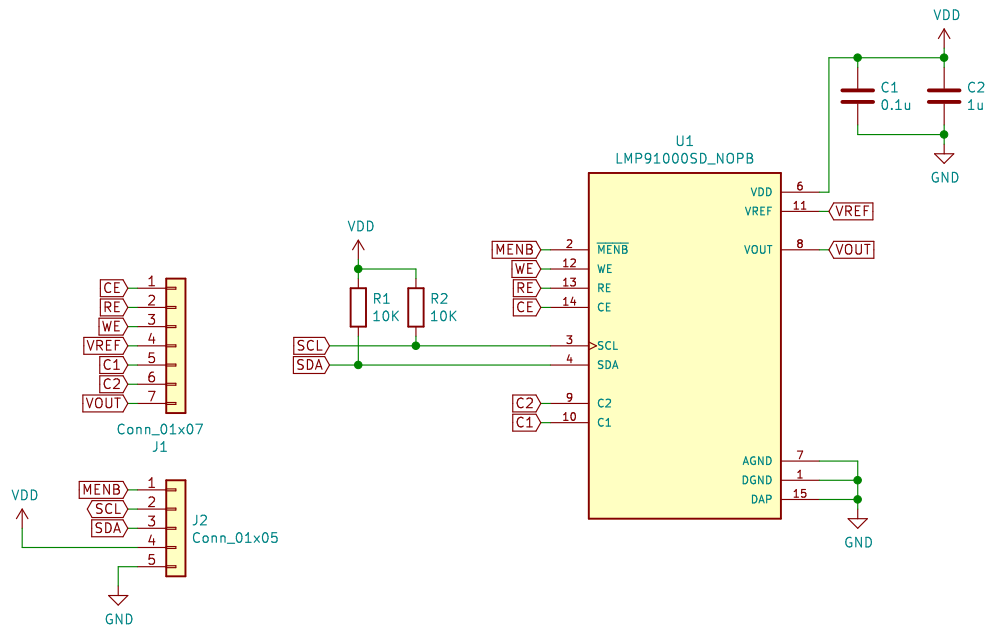 VDD
C1
0.1u
C2
1u
GND
U1
LMP91000SD_NOPB
VDD 6
VREF 11 VREF
VOUT 8 VOUT
MENB 2 MENB
WE 12 WE
RE 13 RE
CE 14 CE
SCL 3 SCL
SDA 4 SDA
C2 9 C2
C1 10 C1
AGND 7
DGND 1
DAP 15
GND
VDD
R1
10K
R2
10K
CE 1
RE 2
WE 3
VREF 4
C1 5
C2 6
VOUT 7
Conn_01x07
J1
VDD
MENB 1
SCL 2
SDA 3
4
5
J2
Conn_01x05
GND